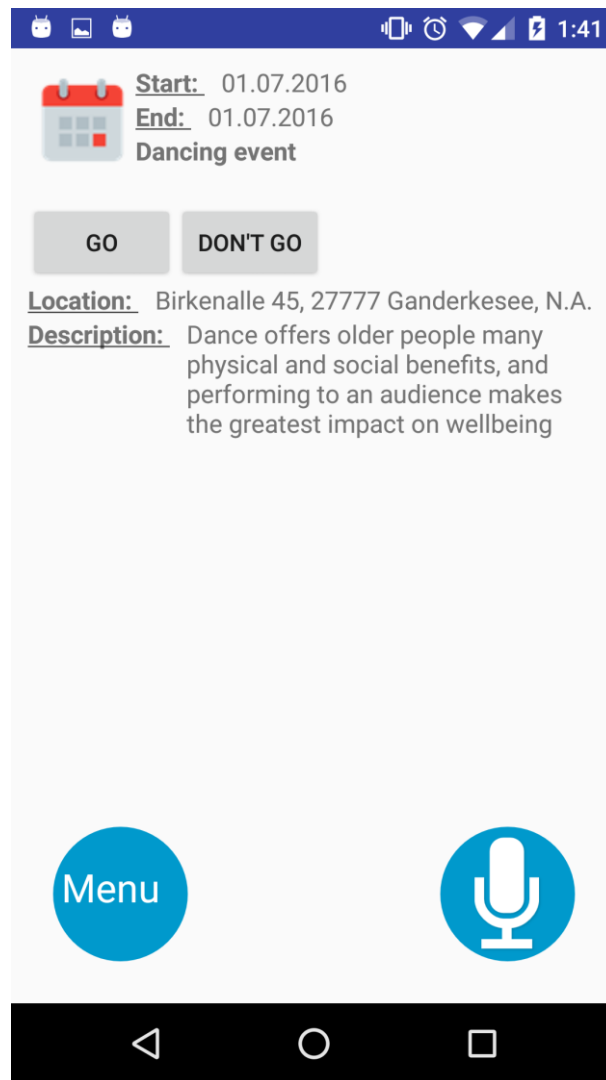 1:41
Start: 01.07.2016
End: 01.07.2016
Dancing event
GO DON'T GO
Location: Birkenalle 45, 27777 Ganderkesee, N.A.
Description: Dance offers older people many
physical and social benefits, and
performing to an audience makes
the greatest impact on wellbeing
Menu